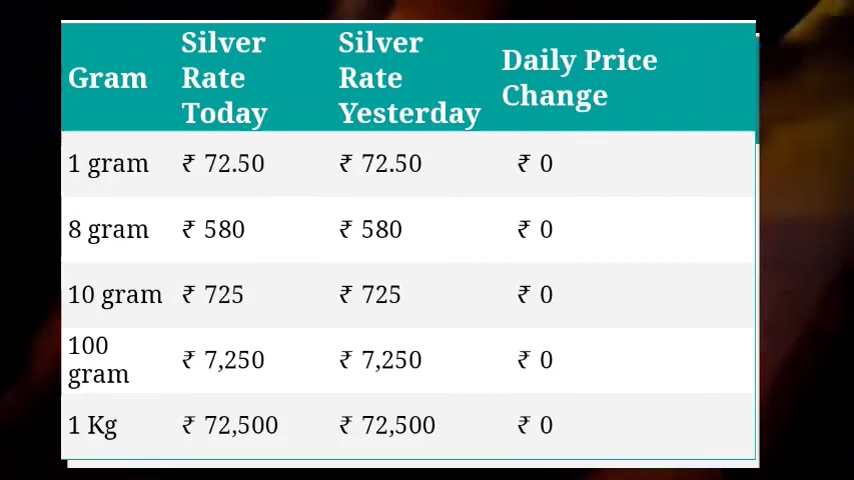 Gram Silver Rate Today Silver Rate Yesterday Daily Price Change
1 gram ₹ 72.50 ₹ 72.50 ₹ 0
8 gram ₹ 580 ₹ 580 ₹ 0
10 gram ₹ 725 ₹ 725 ₹ 0
100 gram ₹ 7,250 ₹ 7,250 ₹ 0
1 Kg ₹ 72,500 ₹ 72,500 ₹ 0